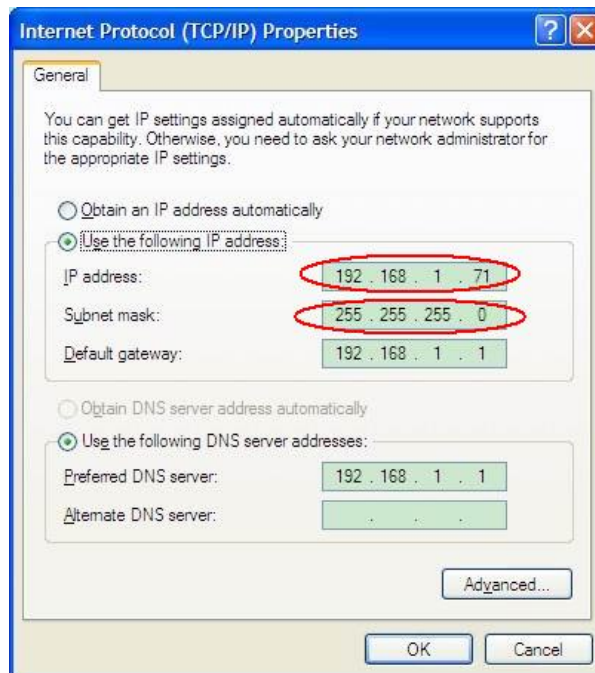 Internet Protocol (TCP/IP) Properties
General
You can get IP settings assigned automatically if your network supports
this capability. Otherwise, you need to ask your network administrator for
the appropriate IP settings.
Obtain an IP address automatically
Use the following IP address:
IP address: 192 . 168 . 1 . 71
Subnet mask: 255 . 255 . 255 . 0
Default gateway: 192 . 168 . 1 . 1
Obtain DNS server address automatically
Use the following DNS server addresses:
Preferred DNS server: 192 . 168 . 1 . 1
Alternate DNS server: . . .
Advanced...
OK Cancel